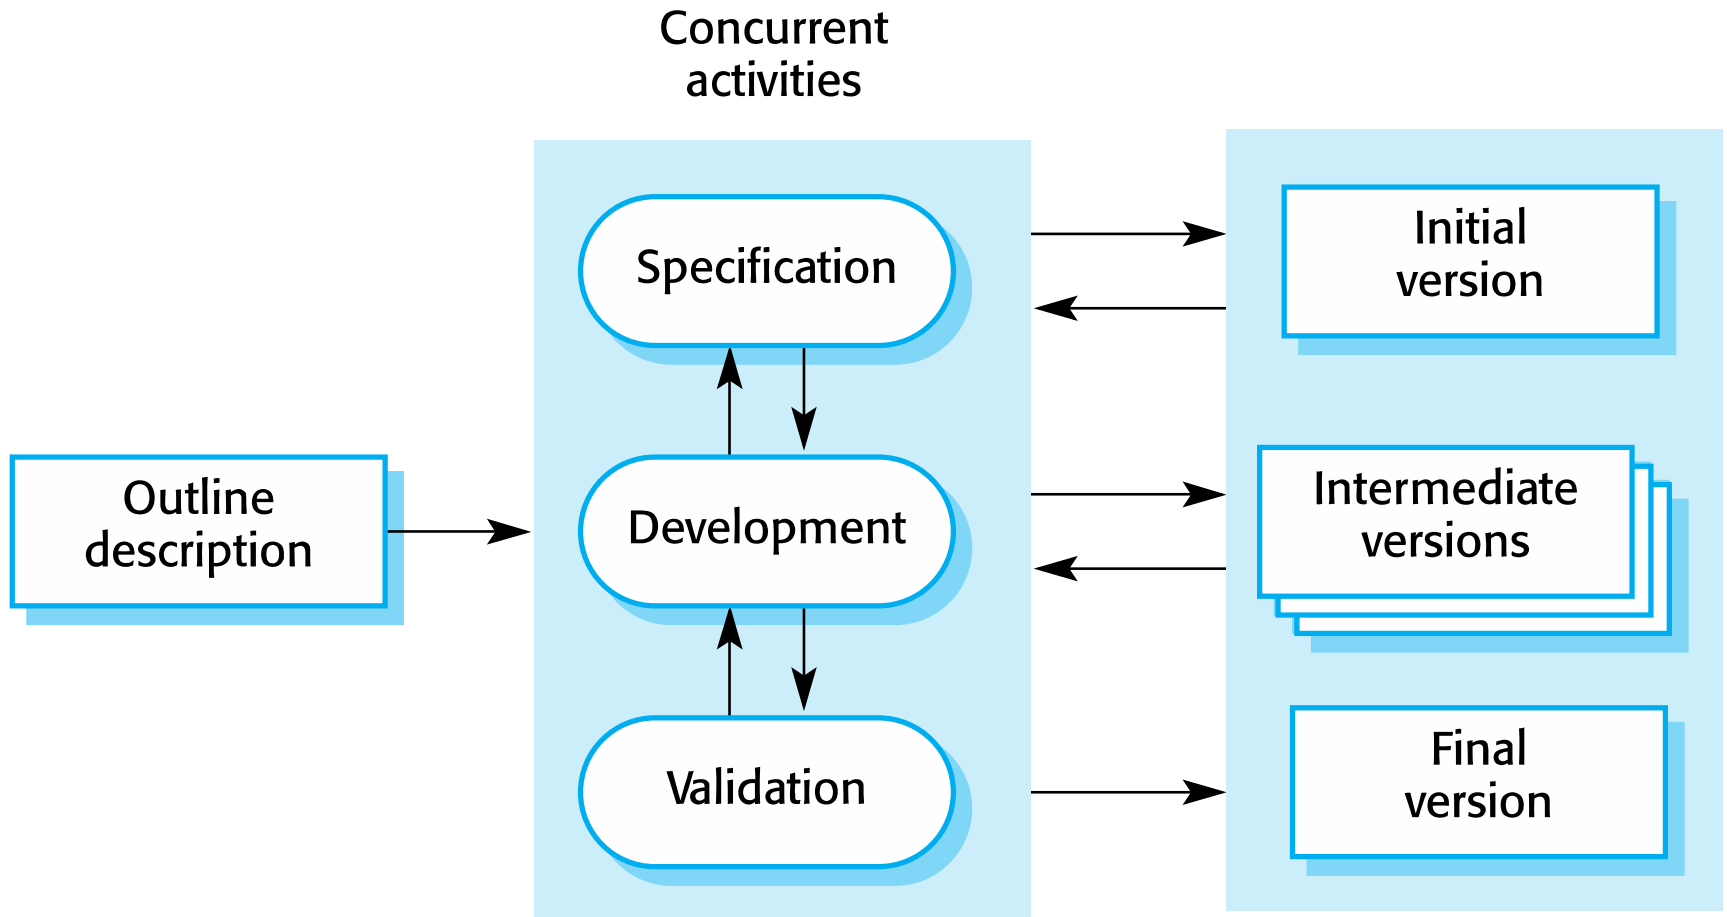 Concurrent
activities
Outline
description
Specification
Development
Validation
Initial
version
Intermediate
versions
Final
version